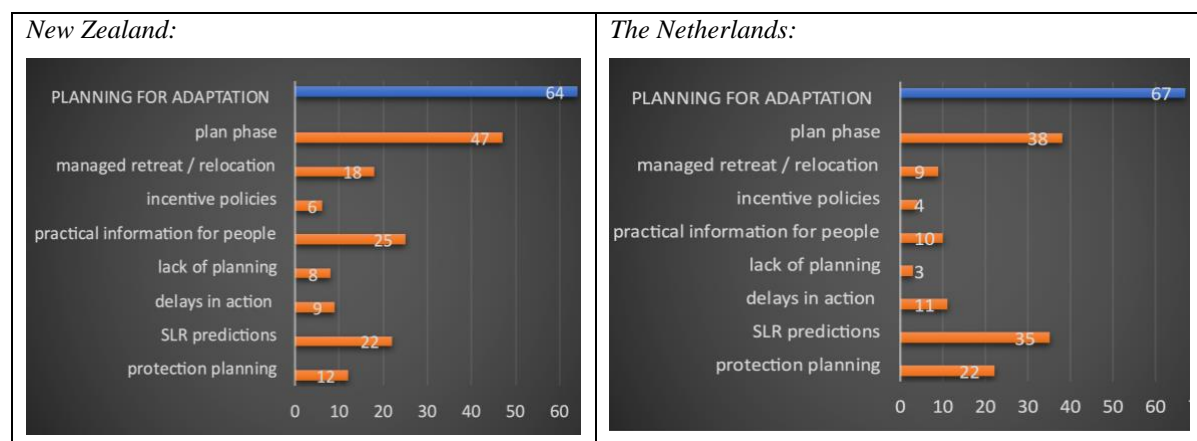 New Zealand:
PLANNING FOR ADAPTATION 64
plan phase 47
managed retreat / relocation 18
incentive policies 6
practical information for people 25
lack of planning 8
delays in action 9
SLR predictions 22
protection planning 12
0 10 20 30 40 50 60
The Netherlands:
PLANNING FOR ADAPTATION 67
plan phase 38
managed retreat / relocation 9
incentive policies 4
practical information for people 10
lack of planning 3
delays in action 11
SLR predictions 35
protection planning 22
0 10 20 30 40 50 60